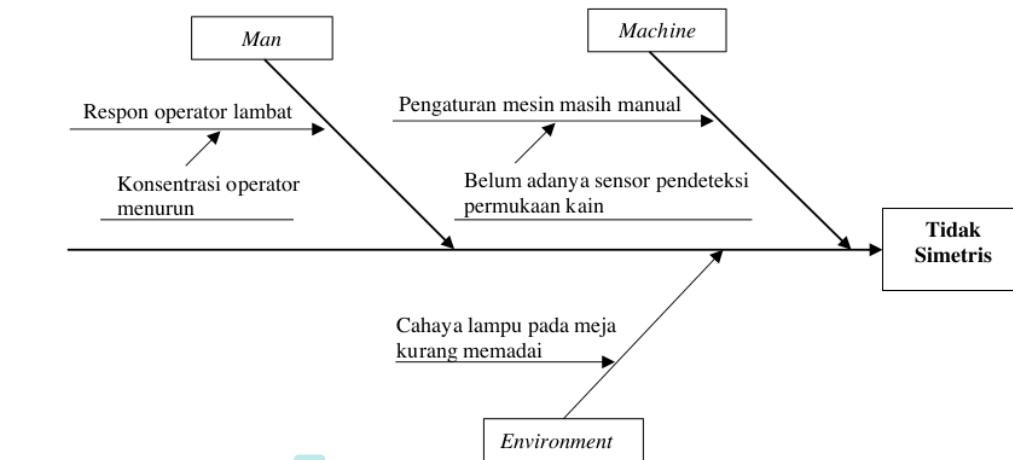 Man
Machine
Respon operator lambat
Pengaturan mesin masih manual
Konsentrasi operator
menurun
Belum adanya sensor pendeteksi
permukaan kain
Tidak
Simetris
Cahaya lampu pada meja
kurang memadai
Environment